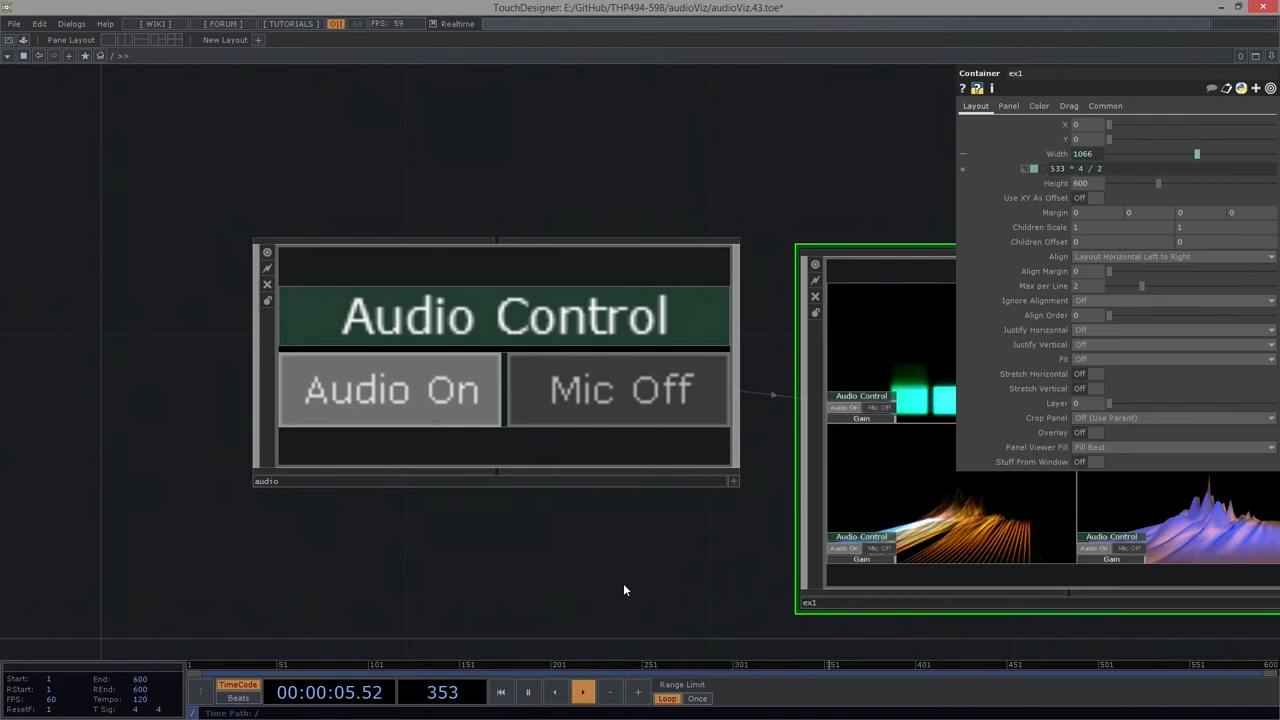 TouchDesigner: E:/GitHub/THP494-598/audioViz/audioViz.43.toe*
File Edit Dialogs [ WIKI ] [ FORUM ] [ TUTORIALS ] O|I 60 FPS: 59 Realtime
Pane Layout New Layout +
/ >>
Container ex1
Layout Panel Color Drag Common
X 0
Y 0
Width 1066
w 533 * 4 / 2
Height 600
Use XY As Offset Off
Margin 0 0 0 0
Children Scale 1 1
Children Offset 0 0
Align Layout Horizontal Left to Right
Align Margin 0
Max per Line 2
Ignore Alignment Off
Align Order 0
Justify Horizontal Off
Justify Vertical Off
Fit Off
Stretch Horizontal Off
Stretch Vertical Off
Layer 0
Crop Panel Off (Use Parent)
Overlay Off
Panel Viewer Fill Fill Best
Stuff From Window Off
Audio Control
Audio On Mic Off
audio
Audio Control
Audio On Mic Off
Gain
Audio Control
Audio On Mic Off
Gain
Audio Control
Audio On Mic Off
Gain
ex1
1 51 101 151 201 251 301 351 401 451 501 551 600
Start: 1 End: 600
RStart: 1 REnd: 600
FPS: 60 Tempo: 120
ResetF: 1 T Sig: 4 4
TimeCode
Beats
00:00:05.52
353
Range Limit
Loop Once
/ Time Path: /